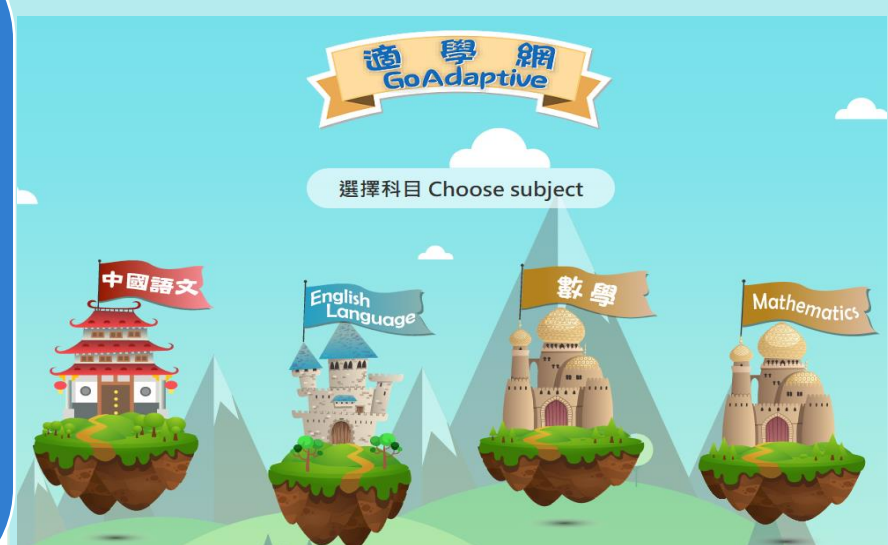 適學網
GoAdaptive
選擇科目 Choose subject
中國語文
English
Language
數學
Mathematics